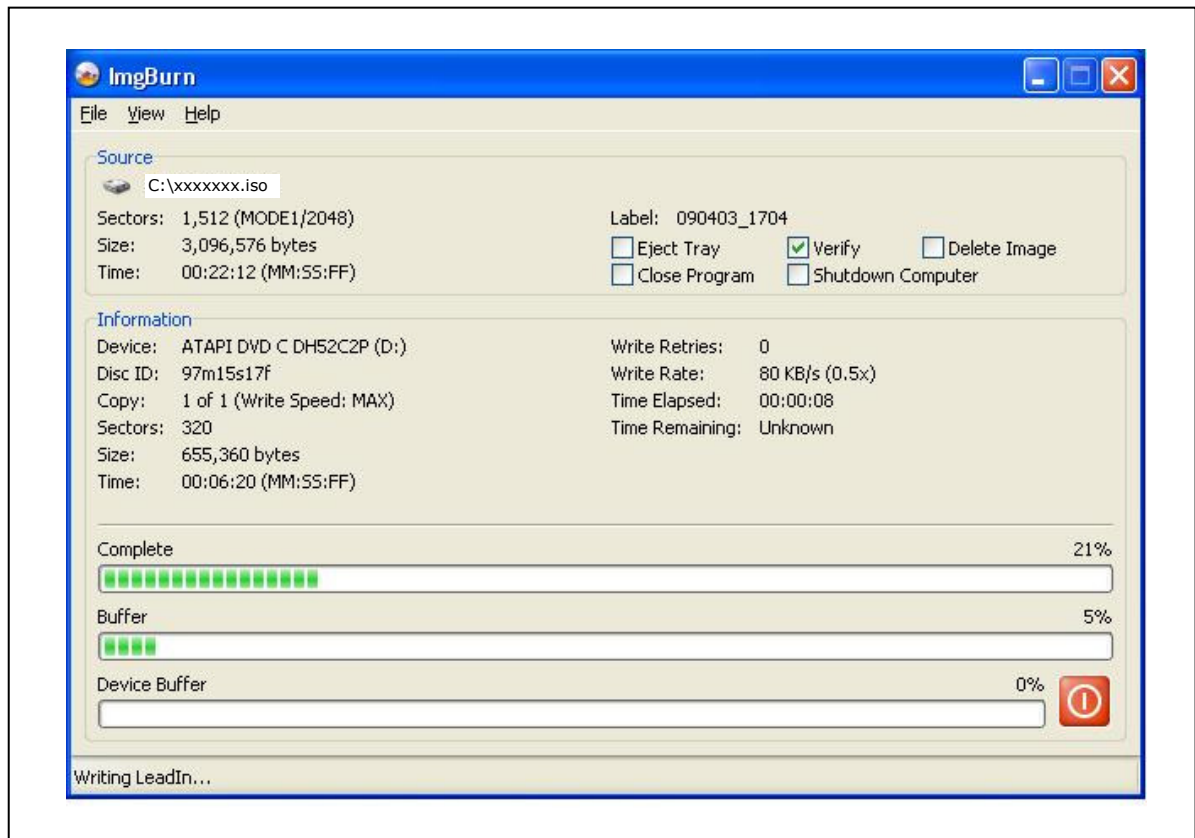 ImgBurn
File View Help
Source
C:\xxxxxxx.iso
Sectors: 1,512 (MODE1/2048)
Size: 3,096,576 bytes
Time: 00:22:12 (MM:SS:FF)
Label: 090403_1704
Eject Tray Verify Delete Image
Close Program Shutdown Computer
Information
Device: ATAPI DVD C DH52C2P (D:)
Disc ID: 97m15s17f
Copy: 1 of 1 (Write Speed: MAX)
Sectors: 320
Size: 655,360 bytes
Time: 00:06:20 (MM:SS:FF)
Write Retries: 0
Write Rate: 80 KB/s (0.5x)
Time Elapsed: 00:00:08
Time Remaining: Unknown
Complete 21%
Buffer 5%
Device Buffer 0%
Writing LeadIn...